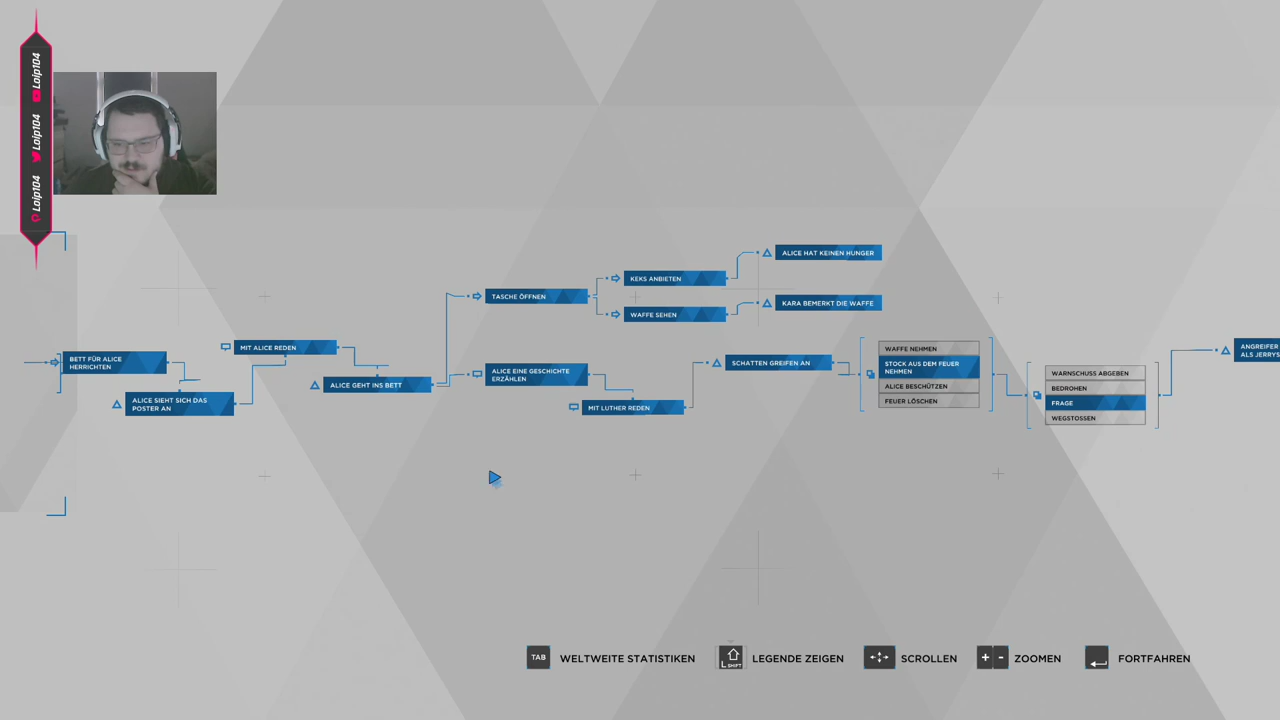 Loip104
Loip104
Loip104
ALICE HAT KEINEN HUNGER
KEKS ANBIETEN
TASCHE ÖFFNEN
KARA BEMERKT DIE WAFFE
WAFFE SEHEN
MIT ALICE REDEN
WAFFE NEHMEN
ANGREIFER
ALS JERRYS
BETT FÜR ALICE
HERRICHTEN
SCHATTEN GREIFEN AN
STOCK AUS DEM FEUER
NEHMEN
ALICE EINE GESCHICHTE
ERZÄHLEN
WARNSCHUSS ABGEBEN
ALICE GEHT INS BETT
ALICE BESCHÜTZEN
BEDROHEN
ALICE SIEHT SICH DAS
POSTER AN
FEUER LÖSCHEN
FRAGE
MIT LUTHER REDEN
WEGSTOSSEN
TAB WELTWEITE STATISTIKEN
L SHIFT LEGENDE ZEIGEN
SCROLLEN
+ - ZOOMEN
FORTFAHREN